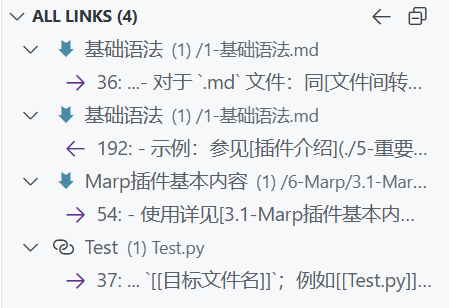 ALL LINKS (4)
基础语法 (1) /1-基础语法.md
36: ...- 对于 `.md` 文件：同[文件间转...
基础语法 (1) /1-基础语法.md
192: - 示例：参见[插件介绍](./5-重要...
Marp插件基本内容 (1) /6-Marp/3.1-Mar...
54: - 使用详见[3.1-Marp插件基本内...
Test (1) Test.py
37: ... `[[目标文件名]]`；例如[[Test.py]]...